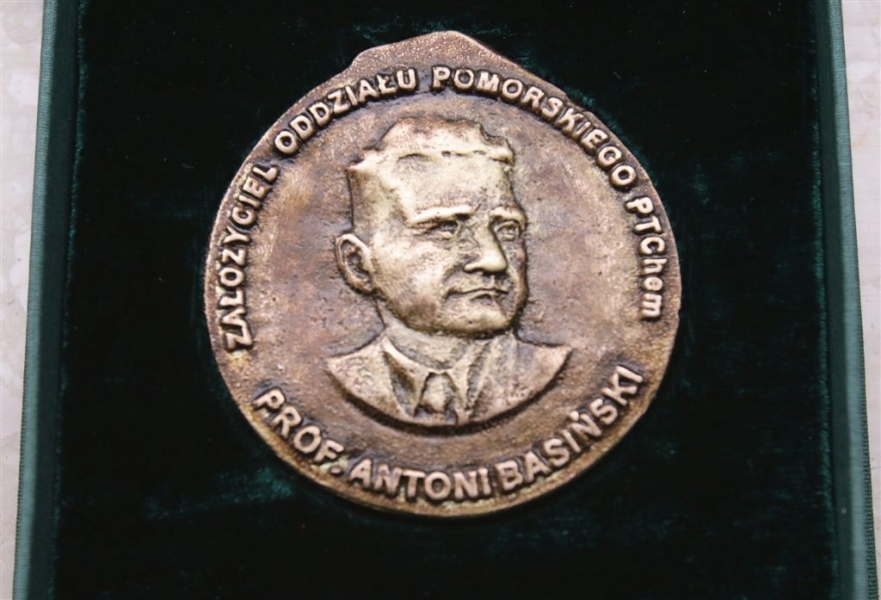 ZAŁOŻYCIEL ODDZIAŁU POMORSKIEGO PTChem
PROF. ANTONI BASIŃSKI